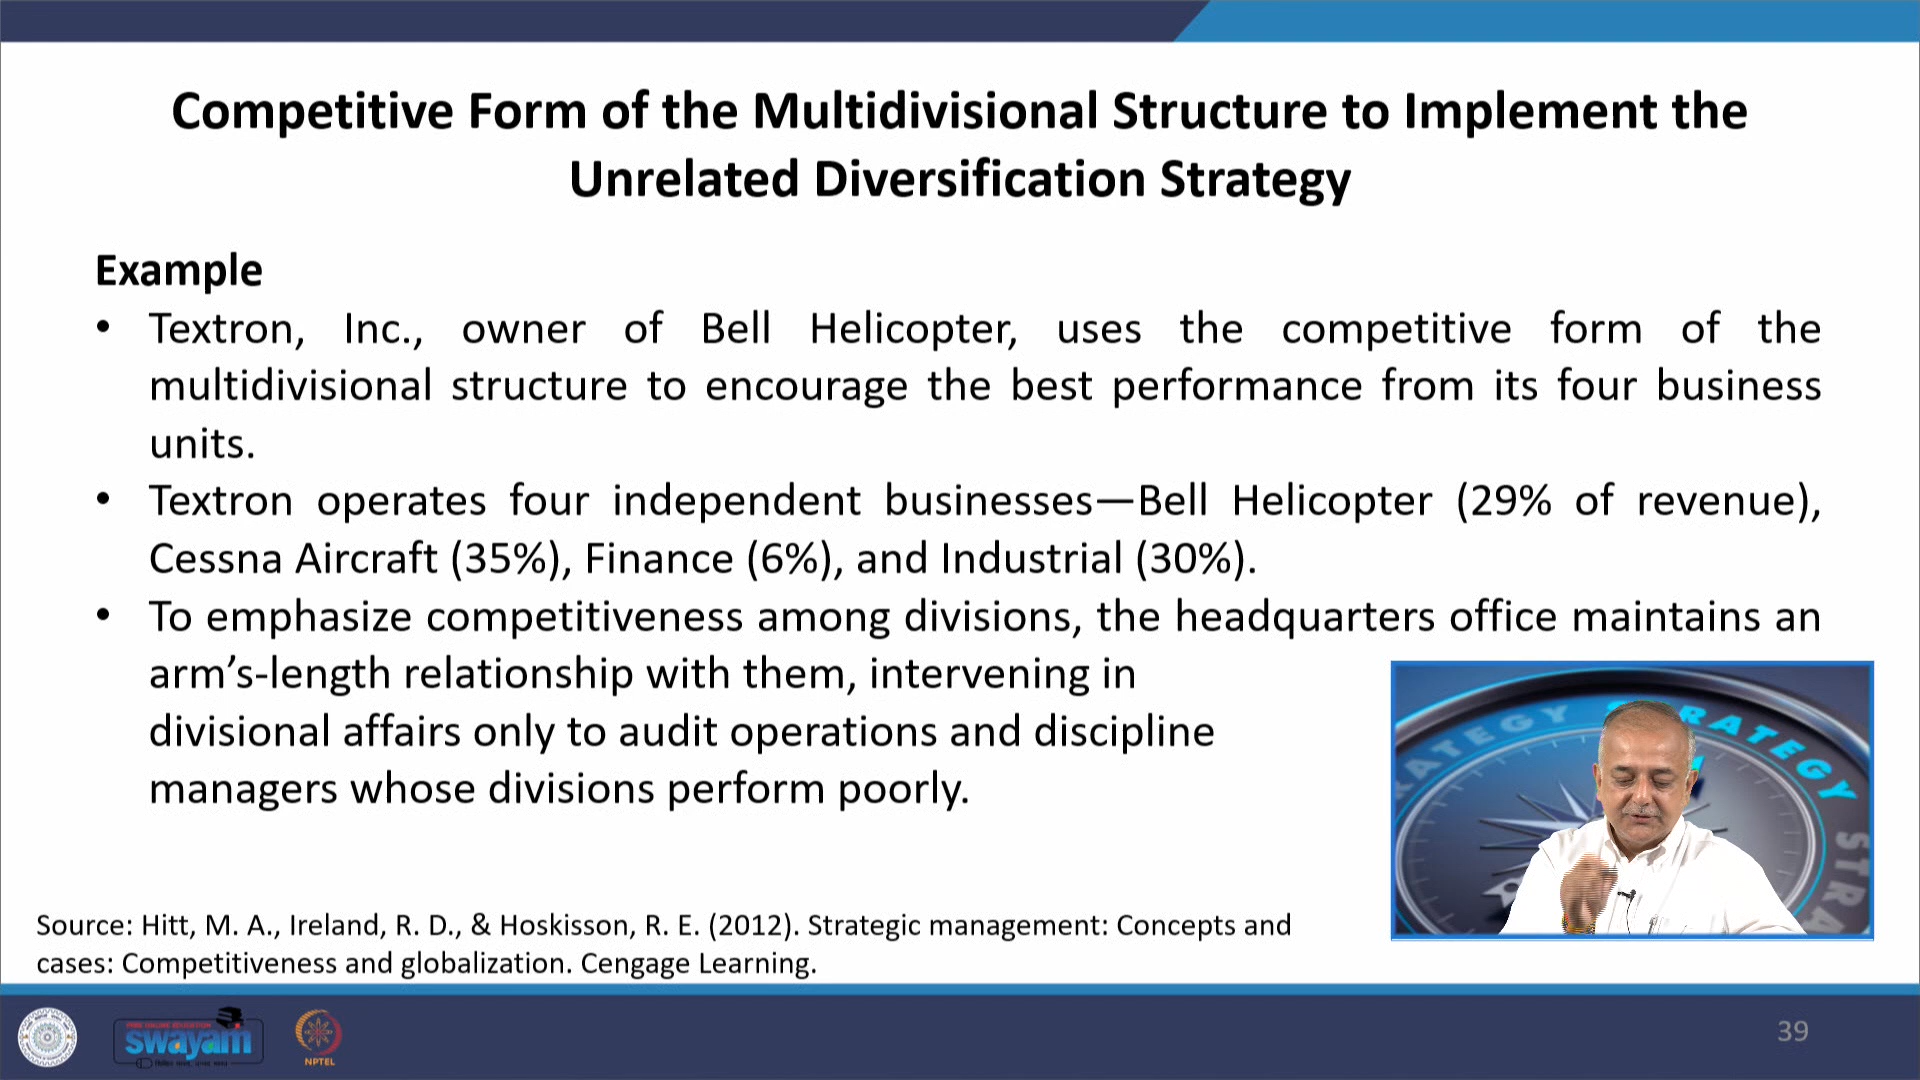 Competitive Form of the Multidivisional Structure to Implement the
Unrelated Diversification Strategy
Example
• Textron, Inc., owner of Bell Helicopter, uses the competitive form of the
multidivisional structure to encourage the best performance from its four business
units.
• Textron operates four independent businesses—Bell Helicopter (29% of revenue),
Cessna Aircraft (35%), Finance (6%), and Industrial (30%).
• To emphasize competitiveness among divisions, the headquarters office maintains an
arm’s-length relationship with them, intervening in
divisional affairs only to audit operations and discipline
managers whose divisions perform poorly.
STRATEGY
Source: Hitt, M. A., Ireland, R. D., & Hoskisson, R. E. (2012). Strategic management: Concepts and
cases: Competitiveness and globalization. Cengage Learning.
FREE ONLINE EDUCATION
swayam
NPTEL
39